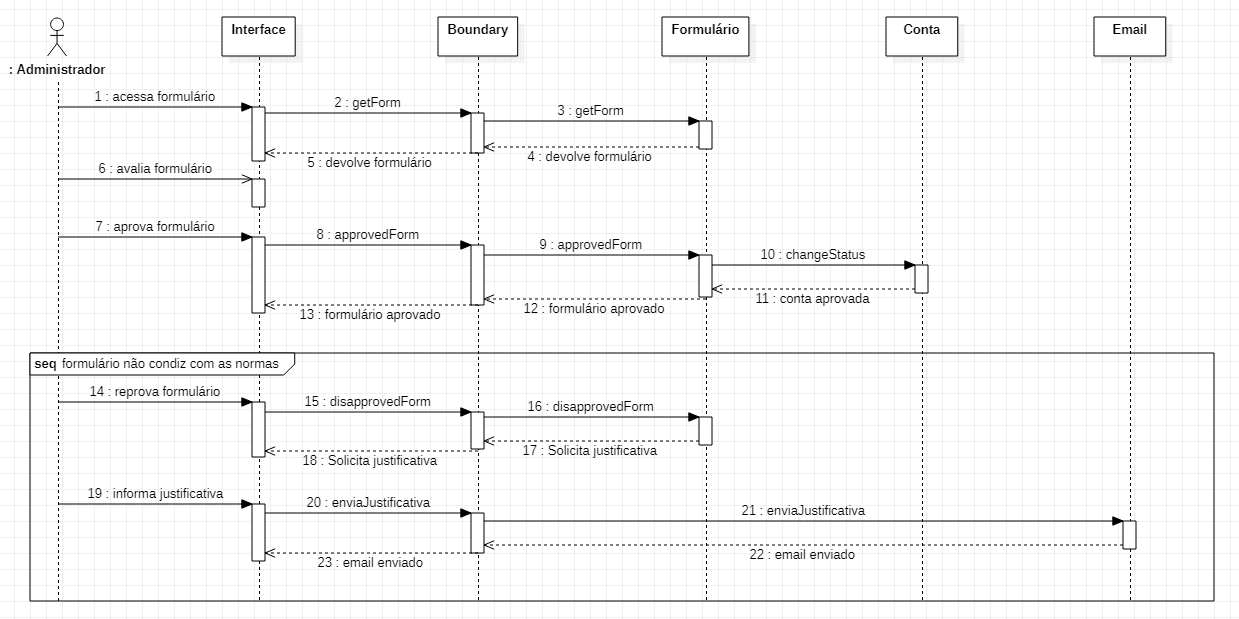 Interface
Boundary
Formulário
Conta
Email
: Administrador
1 : acessa formulário
2 : getForm
3 : getForm
4 : devolve formulário
5 : devolve formulário
6 : avalia formulário
7 : aprova formulário
8 : approvedForm
9 : approvedForm
10 : changeStatus
11 : conta aprovada
12 : formulário aprovado
13 : formulário aprovado
seq formulário não condiz com as normas
14 : reprova formulário
15 : disapprovedForm
16 : disapprovedForm
17 : Solicita justificativa
18 : Solicita justificativa
19 : informa justificativa
20 : enviaJustificativa
21 : enviaJustificativa
22 : email enviado
23 : email enviado